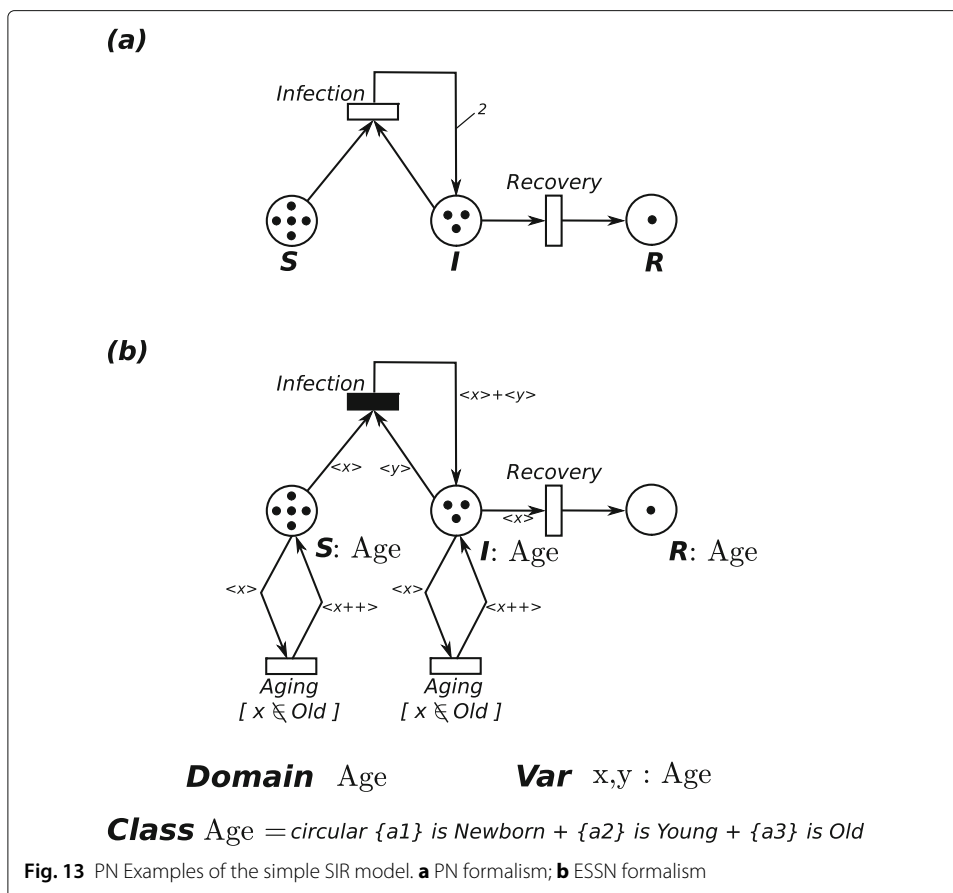 (a)
Infection
2
Recovery
S
I
R
(b)
Infection
<x>+<y>
<x>
<y>
Recovery
<x>
S: Age
I: Age
R: Age
<x>
<x++>
<x>
<x++>
Aging
Aging
[ x ∉ Old ]
[ x ∉ Old ]
Domain Age
Var x,y : Age
Class Age = circular {a1} is Newborn + {a2} is Young + {a3} is Old
Fig. 13 PN Examples of the simple SIR model. a PN formalism; b ESSN formalism